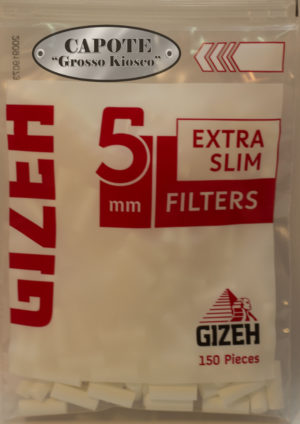 CAPOTE
"Grosso Kiosco"
GIZEH
5
mm
EXTRA
SLIM
FILTERS
GIZEH
150 Pieces